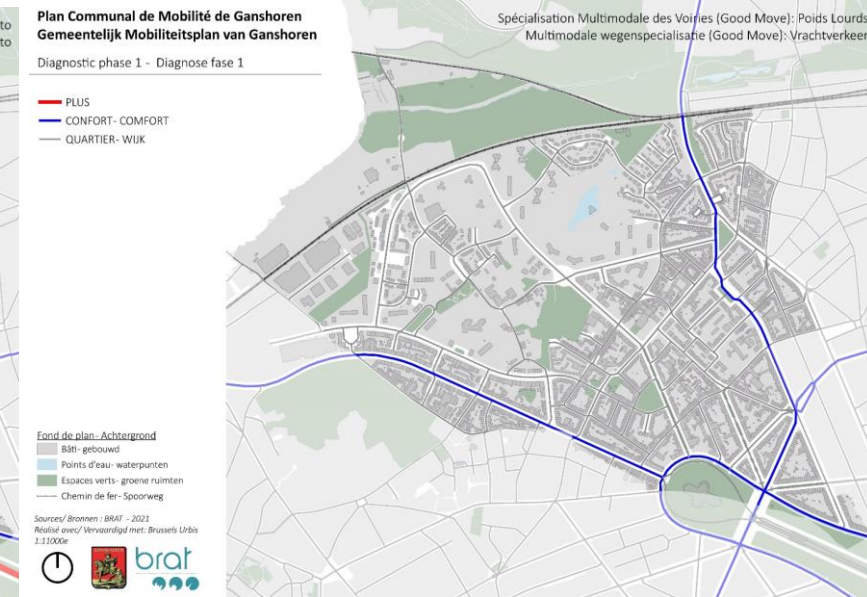 to
to
Plan Communal de Mobilité de Ganshoren
Gemeentelijk Mobiliteitsplan van Ganshoren
Diagnostic phase 1 - Diagnose fase 1
Spécialisation Multimodale des Voiries (Good Move): Poids Lourds
Multimodale wegenspecialisatie (Good Move): Vrachtverkeer
PLUS
CONFORT- COMFORT
QUARTIER- WIJK
Fond de plan- Achtergrond
Bâti- gebouwd
Points d'eau- waterpunten
Espaces verts- groene ruimten
Chemin de fer- Spoorweg
Sources/ Bronnen : BRAT - 2021
Réalisé avec/ Vervaardigd met: Brussels Urbis
1:11000e
GANSHOREN
brat